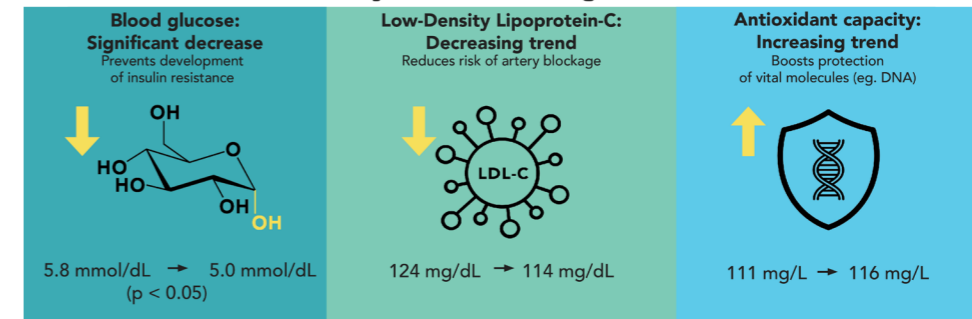 Blood glucose:
Significant decrease
Prevents development
of insulin resistance
OH
O
HO
HO
OH
OH
5.8 mmol/dL → 5.0 mmol/dL
(p < 0.05)
Low-Density Lipoprotein-C:
Decreasing trend
Reduces risk of artery blockage
LDL-C
124 mg/dL → 114 mg/dL
Antioxidant capacity:
Increasing trend
Boosts protection
of vital molecules (eg. DNA)
111 mg/L → 116 mg/L